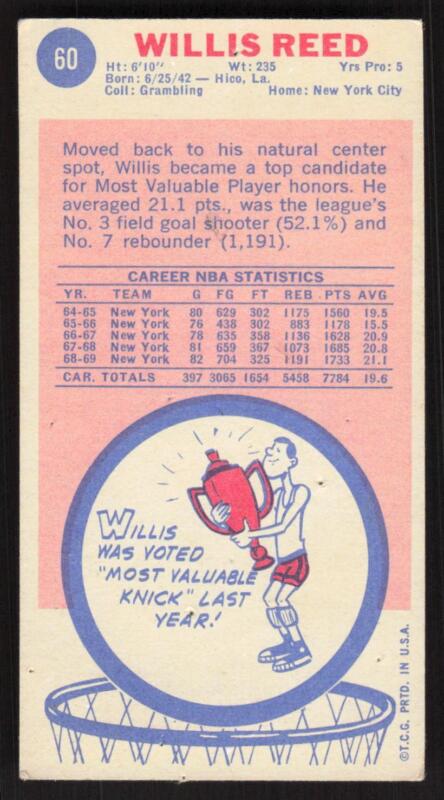 60
WILLIS REED
Ht: 6'10" Wt: 235 Yrs Pro: 5
Born: 6/25/42 — Hico, La.
Coll: Grambling Home: New York City
Moved back to his natural center
spot, Willis became a top candidate
for Most Valuable Player honors. He
averaged 21.1 pts., was the league's
No. 3 field goal shooter (52.1%) and
No. 7 rebounder (1,191).
CAREER NBA STATISTICS
YR. TEAM G FG FT REB PTS AVG
64-65 New York 80 629 302 1175 1560 19.5
65-66 New York 76 438 302 883 1178 15.5
66-67 New York 78 635 358 1136 1628 20.9
67-68 New York 81 659 367 1073 1685 20.8
68-69 New York 82 704 325 1191 1733 21.1
CAR. TOTALS 397 3065 1654 5458 7784 19.6
WILLIS
WAS VOTED
"MOST VALUABLE
KNICK" LAST
YEAR!
©T.C.G. PRTD. IN U.S.A.